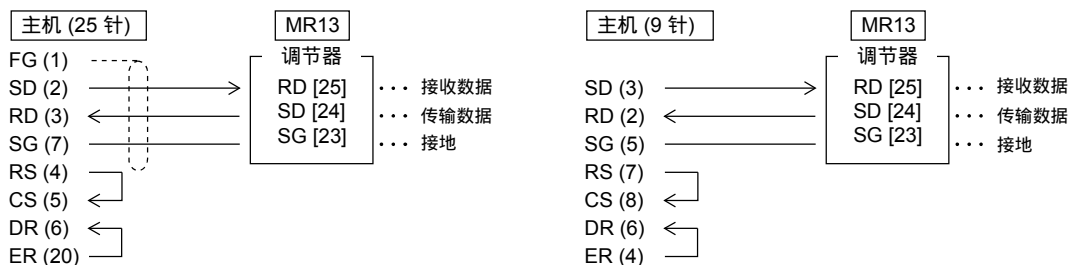 主机 (25 针)
MR13
FG (1)
调节器
SD (2)
RD [25]
··· 接收数据
RD (3)
SD [24]
··· 传输数据
SG (7)
SG [23]
··· 接地
RS (4)
CS (5)
DR (6)
ER (20)
主机 (9 针)
MR13
调节器
SD (3)
RD [25]
··· 接收数据
RD (2)
SD [24]
··· 传输数据
SG (5)
SG [23]
··· 接地
RS (7)
CS (8)
DR (6)
ER (4)